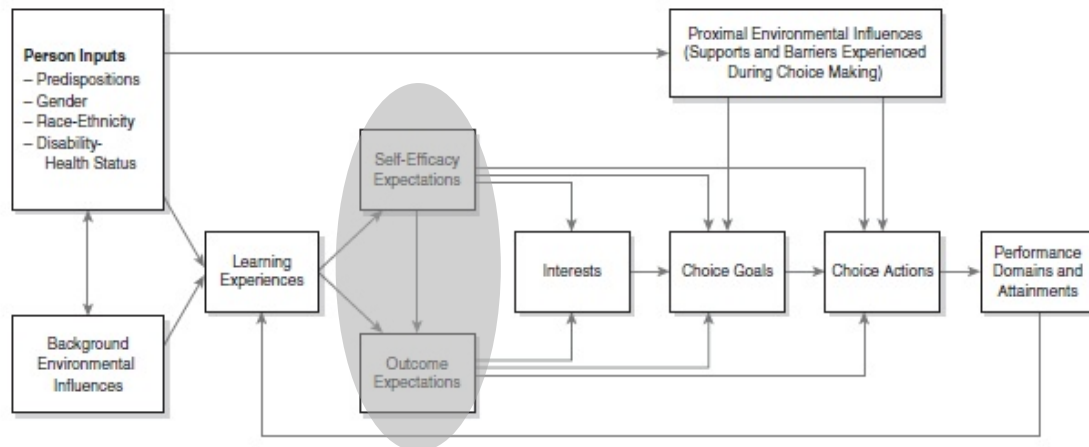 Person Inputs
– Predispositions
– Gender
– Race-Ethnicity
– Disability-
Health Status
Proximal Environmental Influences
(Supports and Barriers Experienced
During Choice Making)
Self-Efficacy
Expectations
Learning
Experiences
Interests
Choice Goals
Choice Actions
Performance
Domains and
Attainments
Background
Environmental
Influences
Outcome
Expectations